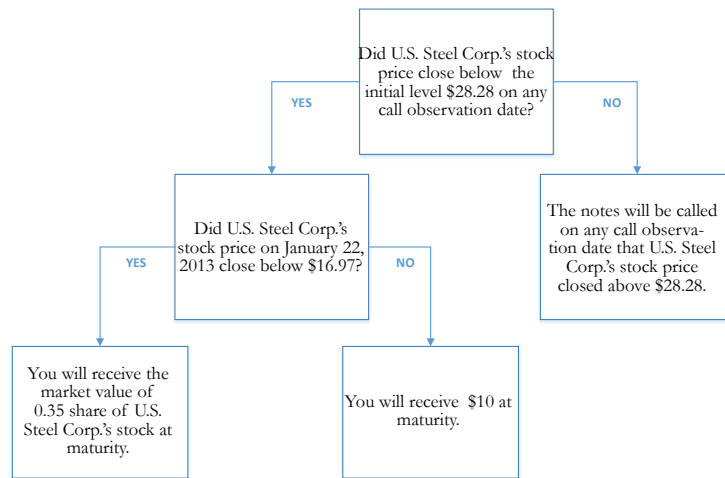 Did U.S. Steel Corp.'s stock
price close below the
initial level $28.28 on any
call observation date?
YES
NO
Did U.S. Steel Corp.'s
stock price on January 22,
2013 close below $16.97?
The notes will be called
on any call observa-
tion date that U.S. Steel
Corp.'s stock price
closed above $28.28.
YES
NO
You will receive the
market value of
0.35 share of U.S.
Steel Corp.'s stock at
maturity.
You will receive $10 at
maturity.